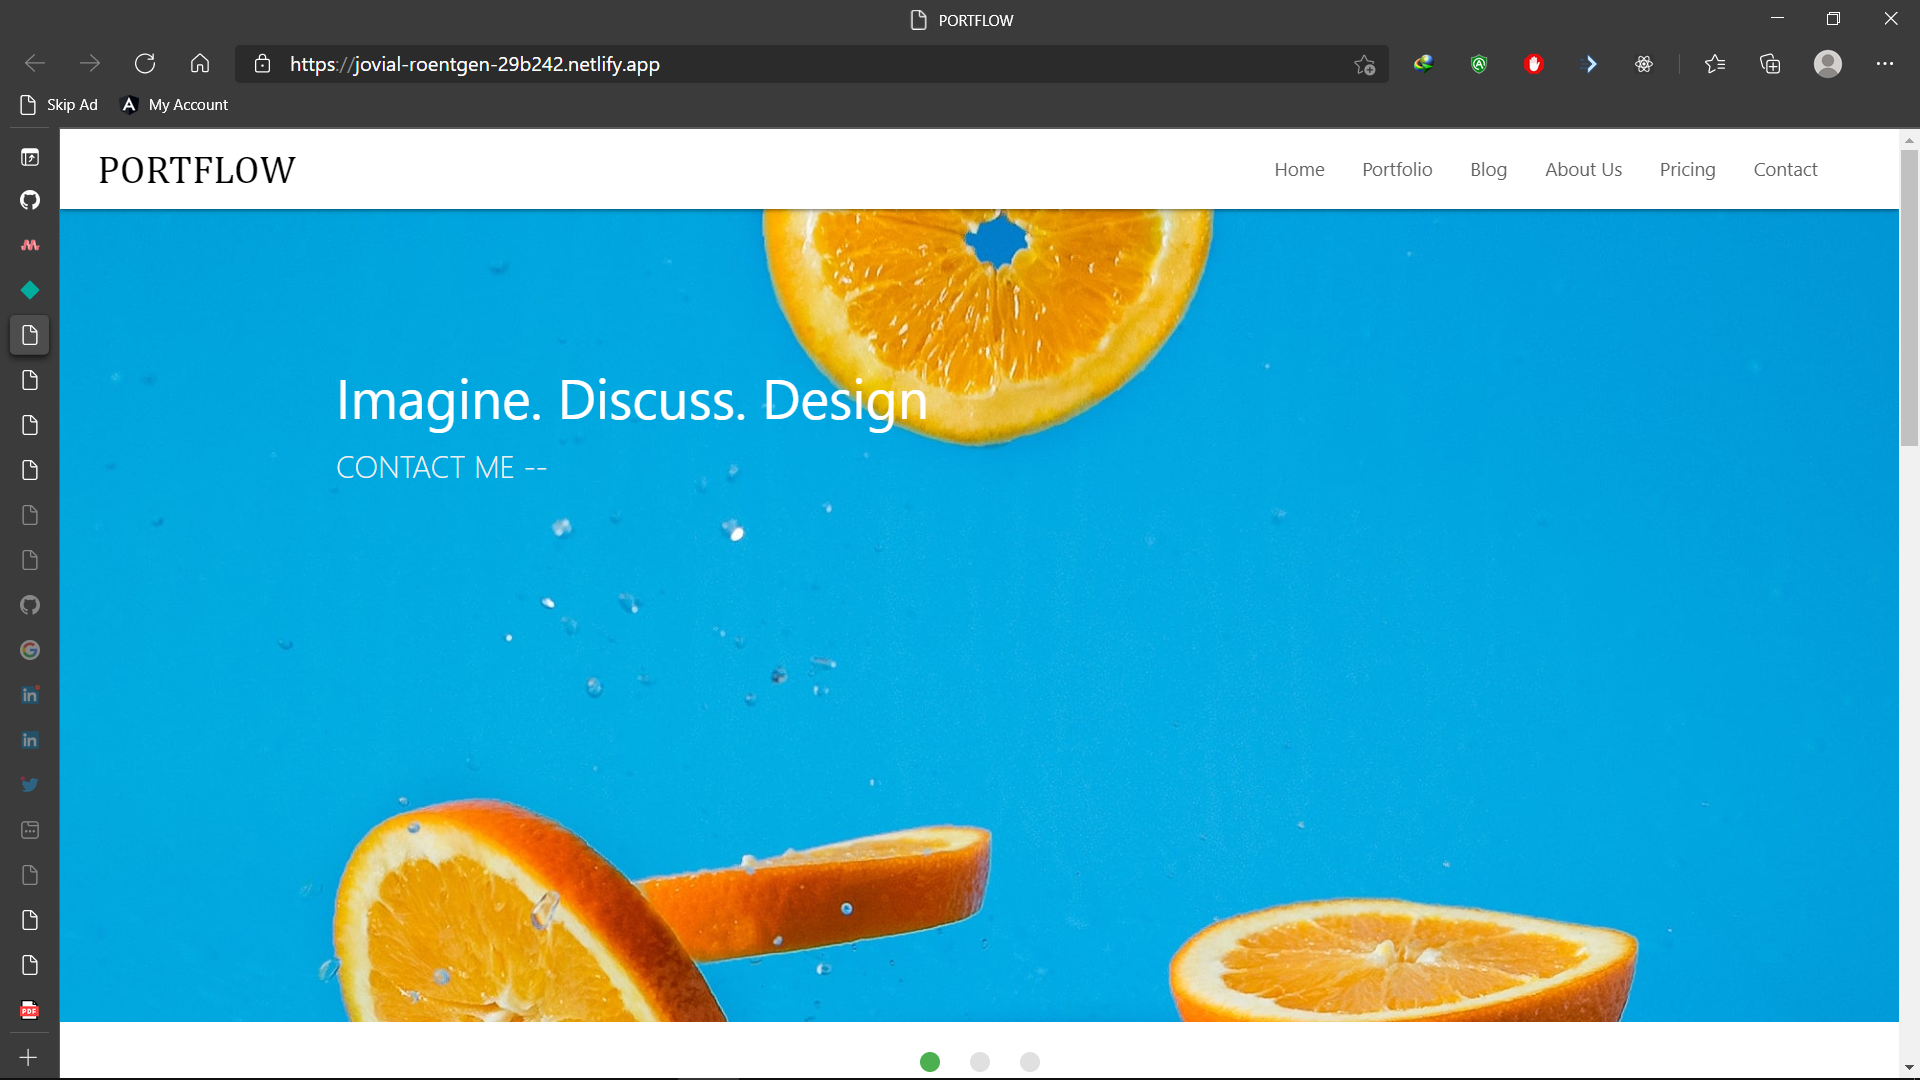 PORTFLOW
https://jovial-roentgen-29b242.netlify.app
Skip Ad
My Account
PORTFLOW
Home
Portfolio
Blog
About Us
Pricing
Contact
Imagine. Discuss. Design
CONTACT ME --
PDF